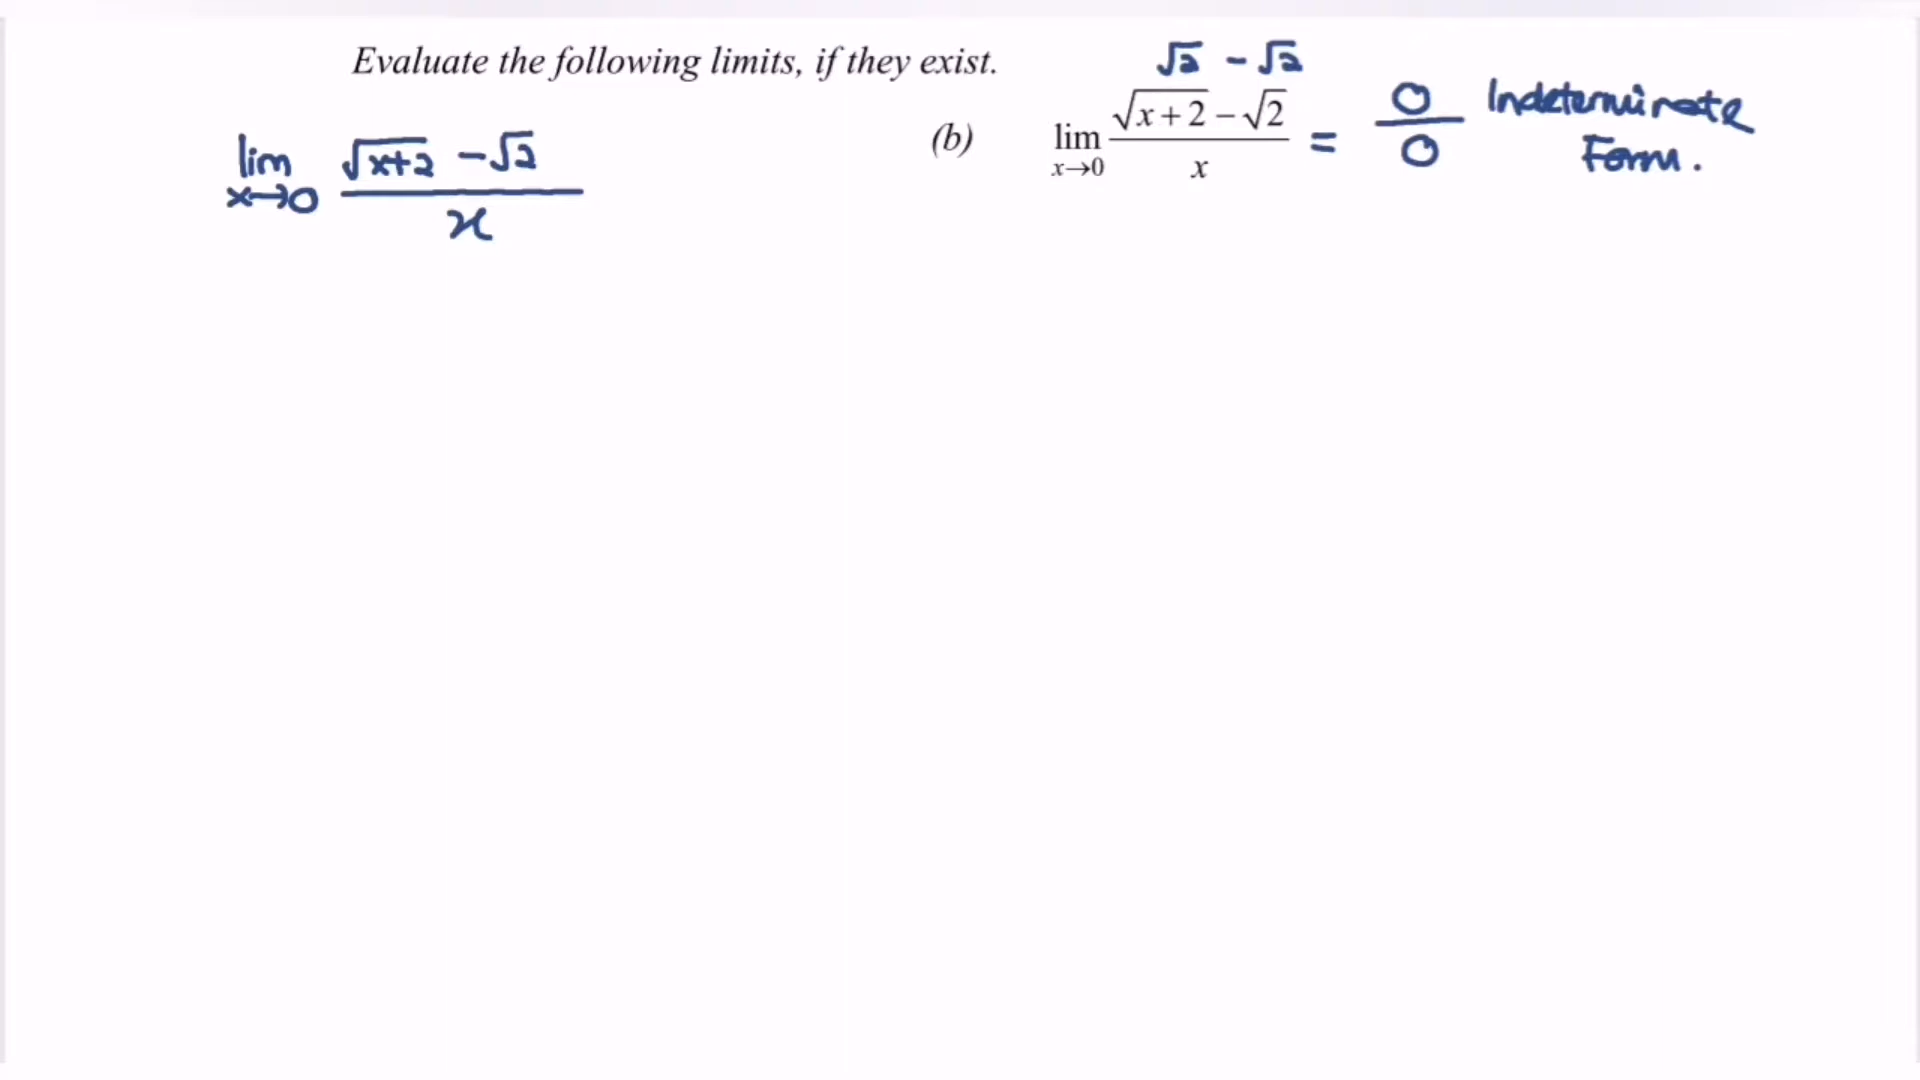 Evaluate the following limits, if they exist.
(b) lim x→0 (√(x+2) − √2)/x = 0/0 Indeterminate Form.
√2 − √2
lim x→0 (√(x+2) − √2)/x